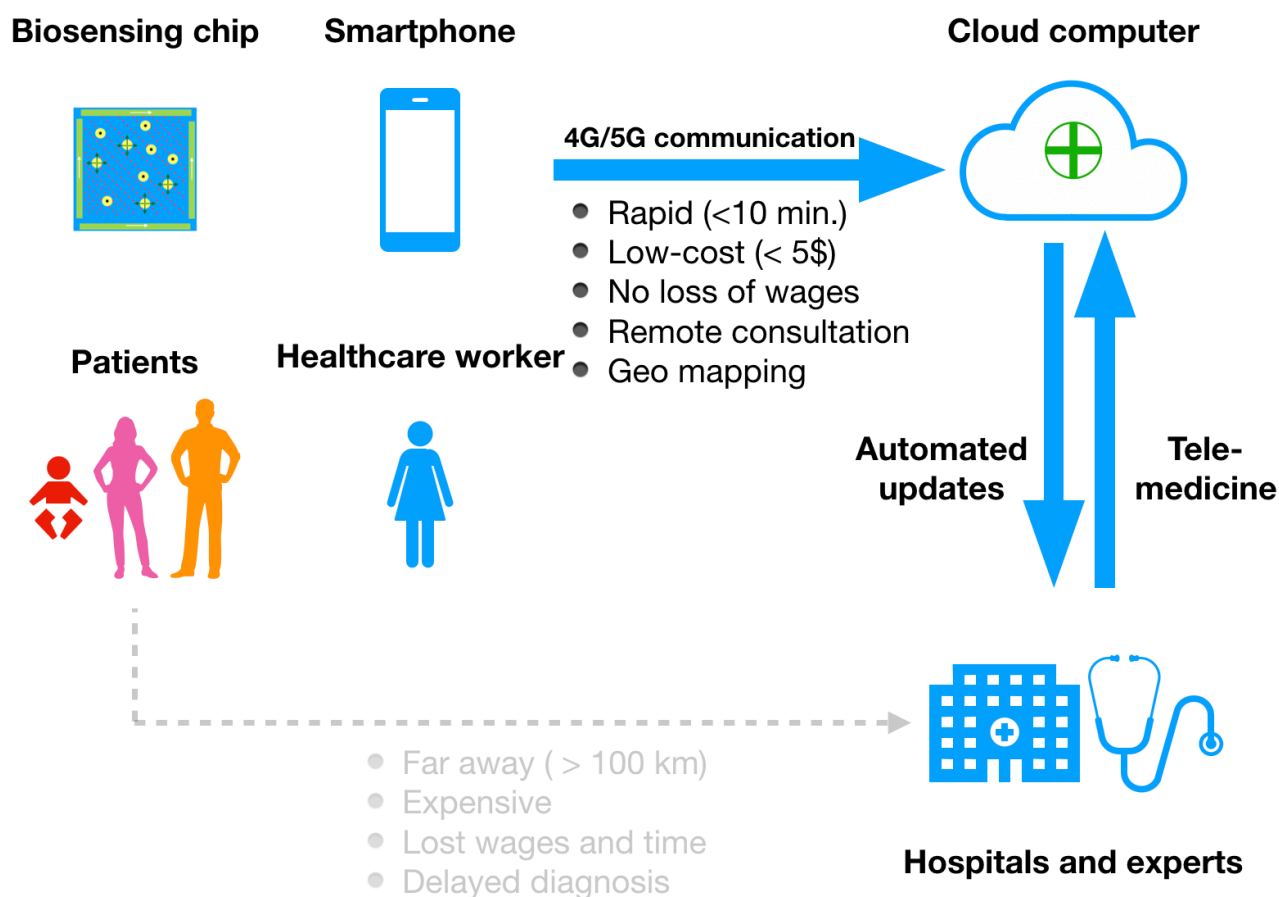 Biosensing chip
Smartphone
Cloud computer
4G/5G communication
• Rapid (<10 min.)
• Low-cost (< 5$)
• No loss of wages
• Remote consultation
• Geo mapping
Patients
Healthcare worker
Automated
updates
Tele-
medicine
• Far away ( > 100 km)
• Expensive
• Lost wages and time
• Delayed diagnosis
Hospitals and experts